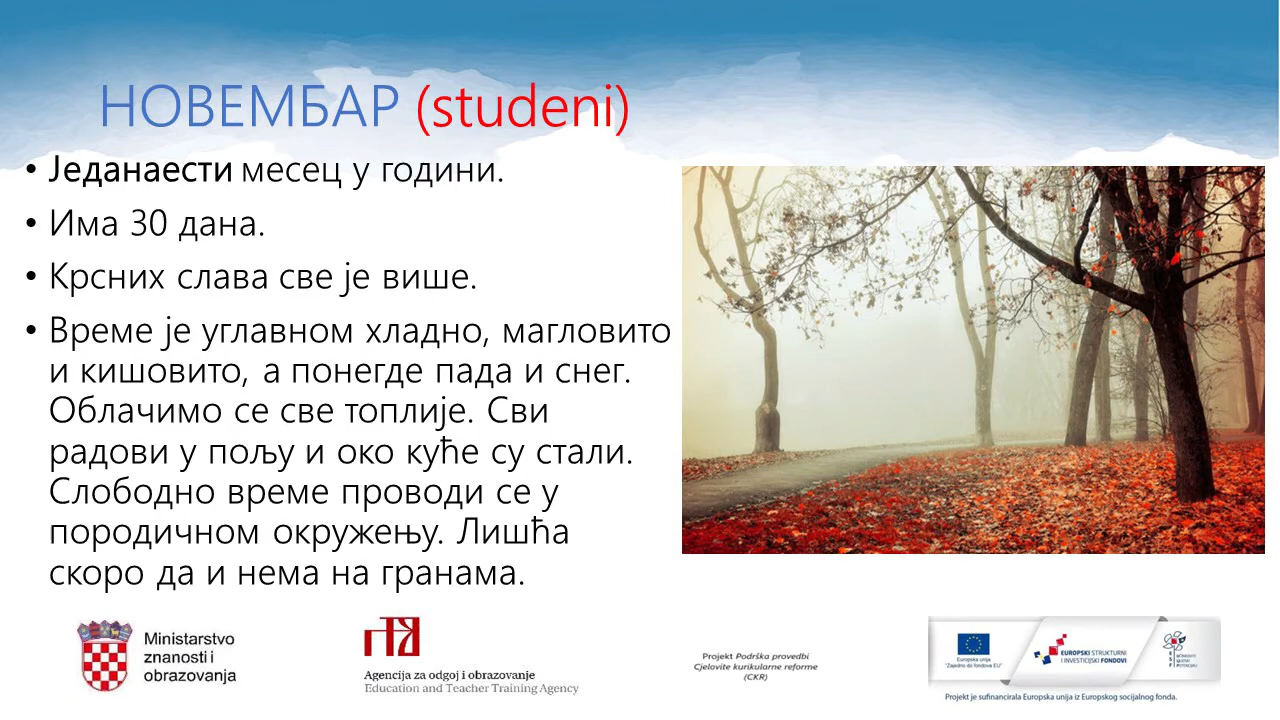 НОВЕМБАР (studeni)
• Једанаести месец у години.
• Има 30 дана.
• Крсних слава све је више.
• Време је углавном хладно, магловито
и кишовито, а понегде пада и снег.
Облачимо се све топлије. Сви
радови у пољу и око куће су стали.
Слободно време проводи се у
породичном окружењу. Лишћа
скоро да и нема на гранама.
Ministarstvo
znanosti i
obrazovanja
Agencija za odgoj i obrazovanje
Education and Teacher Training Agency
Projekt Podrška provedbi
Cjelovite kurikularne reforme
(CKR)
Europska unija
"Zajedno do fondova EU"
EUROPSKI STRUKTURNI
I INVESTICIJSKI FONDOVI
Projekt je sufinancirala Europska unija iz Europskog socijalnog fonda.